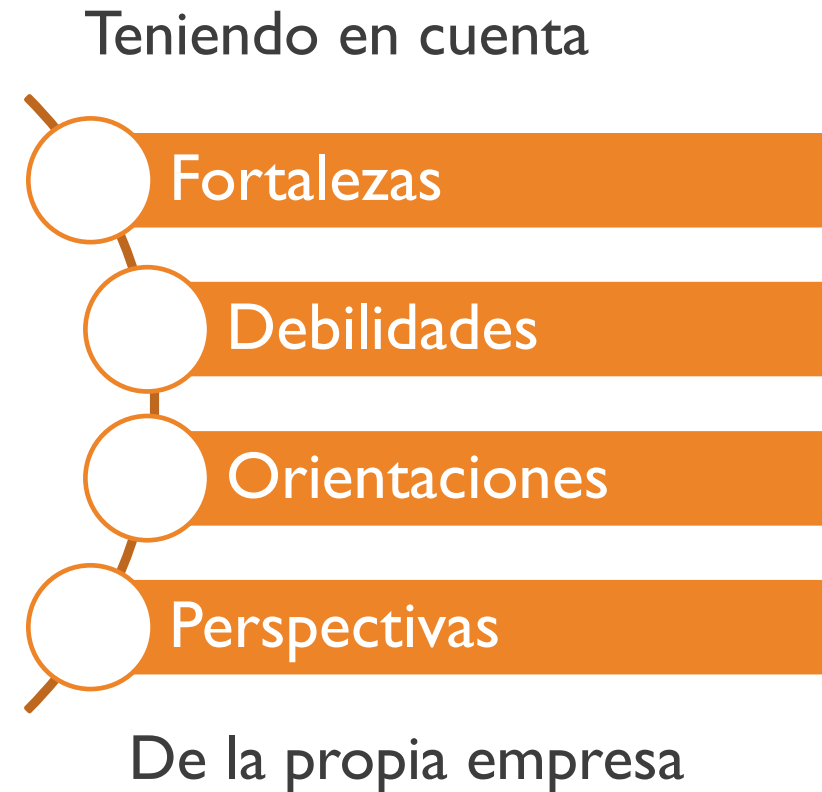 Teniendo en cuenta
Fortalezas
Debilidades
Orientaciones
Perspectivas
De la propia empresa